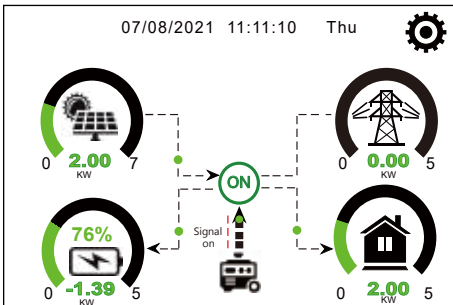 07/08/2021 11:11:10 Thu
2.00
0 KW 7
0.00
0 KW 5
ON
76%
Signal
on
-1.39
0 KW 5
2.00
0 KW 5